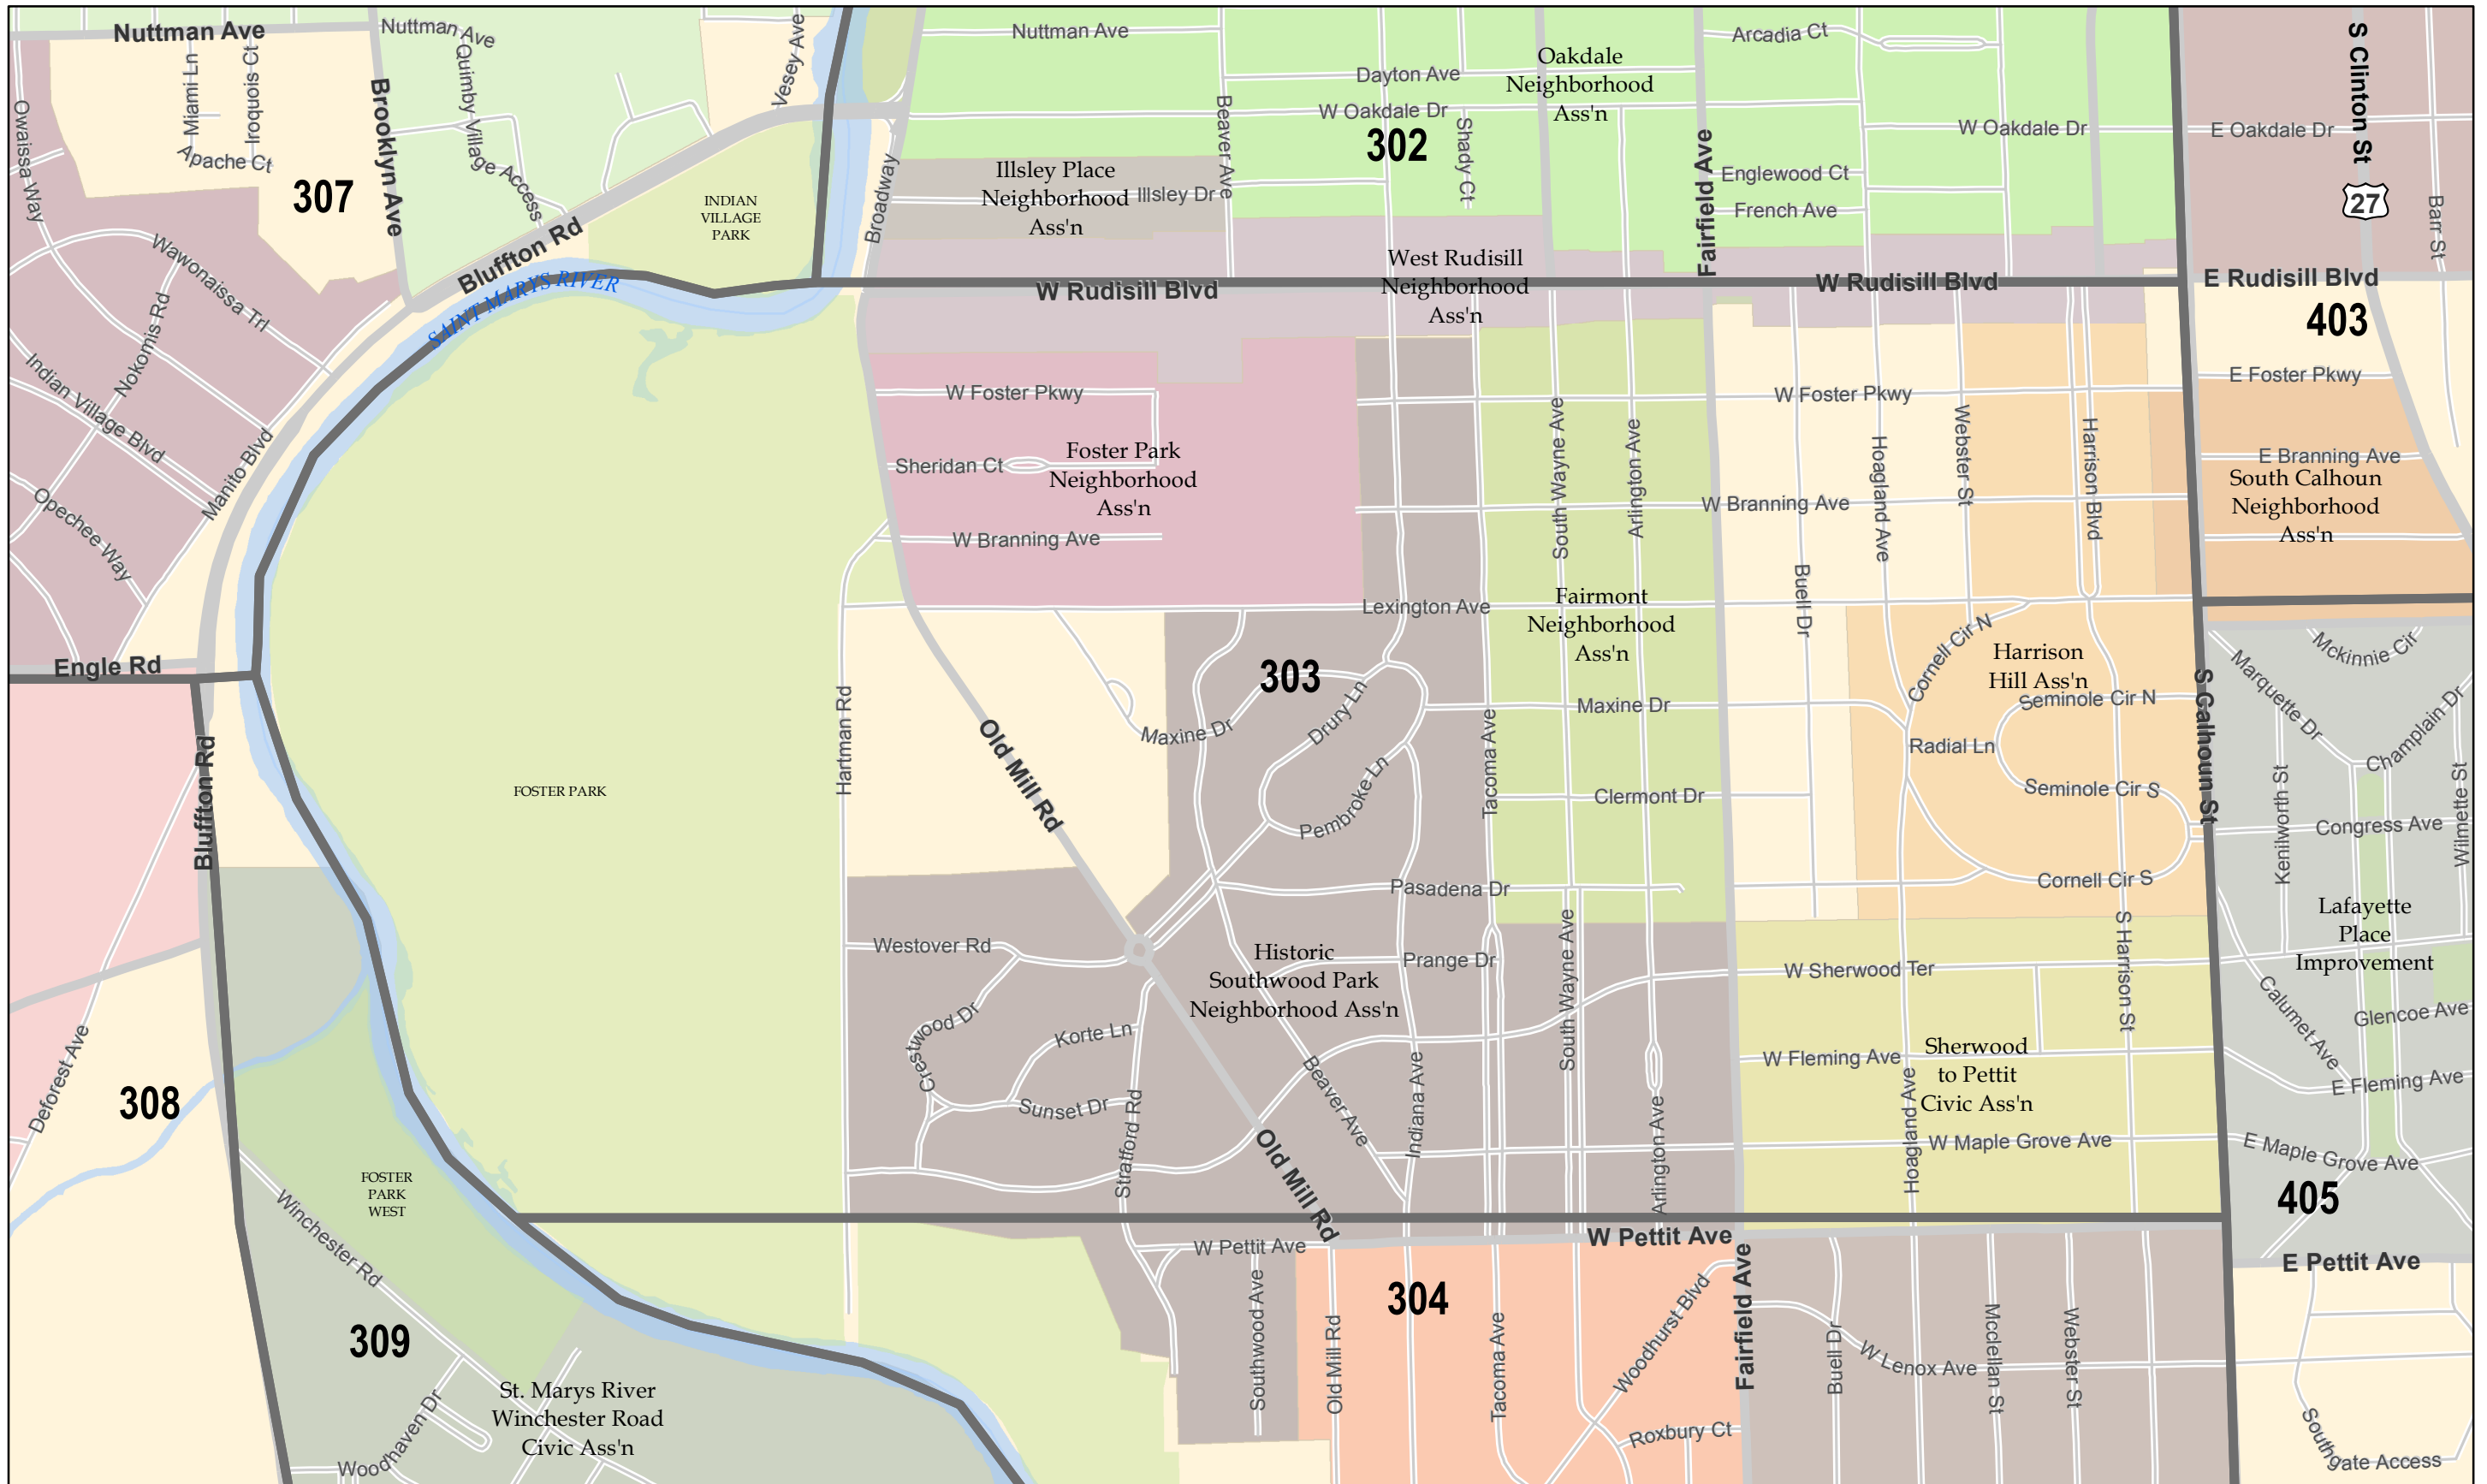 Nuttman Ave
Nuttman Ave
Vesey Ave
Nuttman Ave
Arcadia Ct
S Clinton St
Miami Ln
Iroquois Ct
Quimby Village Access
Oakdale
Neighborhood
Ass'n
Dayton Ave
Owaissa Way
Brooklyn Ave
Beaver Ave
W Oakdale Dr
302
Shady Ct
W Oakdale Dr
E Oakdale Dr
Apache Ct
307
Broadway
Illsley Place
Neighborhood
Ass'n
Illsley Dr
Fairfield Ave
Englewood Ct
French Ave
27
Barr St
INDIAN
VILLAGE
PARK
Bluffton Rd
Wawonaissa Trl
SAINT MARYS RIVER
W Rudisill Blvd
West Rudisill
Neighborhood
Ass'n
W Rudisill Blvd
E Rudisill Blvd
403
Nokomis Rd
Indian Village Blvd
Manito Blvd
Opechee Way
W Foster Pkwy
W Foster Pkwy
E Foster Pkwy
Sheridan Ct
Foster Park
Neighborhood
Ass'n
W Branning Ave
South Wayne Ave
Arlington Ave
W Branning Ave
Hoagland Ave
Webster St
Harrison Blvd
E Branning Ave
South Calhoun
Neighborhood
Ass'n
Buell Dr
Lexington Ave
Fairmont
Neighborhood
Ass'n
Cornell Cir N
Harrison
Hill Ass'n
Seminole Cir N
Mckinnie Cir
Marquette Dr
Champlain Dr
S Calhoun St
Engle Rd
Bluffton Rd
303
Hartman Rd
Old Mill Rd
Maxine Dr
Drury Ln
Pembroke Ln
Tacoma Ave
Maxine Dr
Radial Ln
Clermont Dr
Seminole Cir S
Kenilworth St
Congress Ave
Wilmette St
FOSTER PARK
Pasadena Dr
Cornell Cir S
Lafayette
Place
Improvement
Westover Rd
Historic
Southwood Park
Neighborhood Ass'n
Prange Dr
South Wayne Ave
W Sherwood Ter
S Harrison St
Calumet Ave
Glencoe Ave
Crestwood Dr
Korte Ln
Sunset Dr
Stratford Rd
Beaver Ave
Indiana Ave
Arlington Ave
W Fleming Ave
Sherwood
to Pettit
Civic Ass'n
Hoagland Ave
E Fleming Ave
Deforest Ave
308
W Maple Grove Ave
E Maple Grove Ave
405
FOSTER
PARK
WEST
Winchester Rd
Old Mill Rd
W Pettit Ave
W Pettit Ave
E Pettit Ave
304
309
Southwood Ave
Old Mill Rd
Tacoma Ave
Woodhurst Blvd
Fairfield Ave
Buell Dr
W Lenox Ave
Mcclellan St
Webster St
St. Marys River
Winchester Road
Civic Ass'n
Woodhaven Dr
Roxbury Ct
Southgate Access